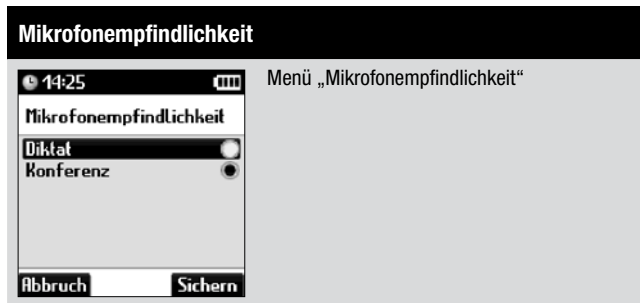 Mikrofonempfindlichkeit
14:25
Mikrofonempfindlichkeit
Diktat
Konferenz
Abbruch Sichern
Menü „Mikrofonempfindlichkeit“